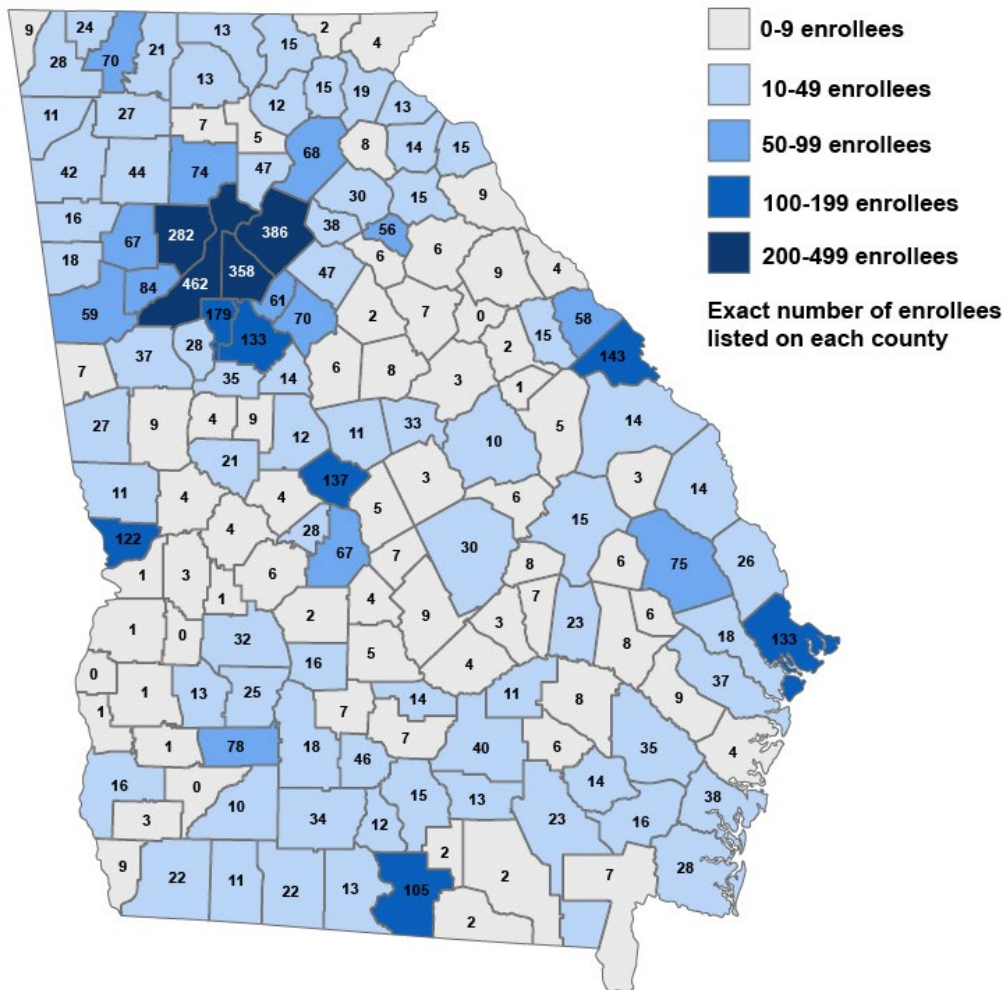 0-9 enrollees
10-49 enrollees
50-99 enrollees
100-199 enrollees
200-499 enrollees
Exact number of enrollees
listed on each county
9 24 70 21 13 15 2 4
28 13 15 19
11 27 12 13
7 5 68 8 14 15
42 44 74 47 30 15 9
16 67 282 386 38 56 6
18 462 358 47 6 9 4
59 84 179 61 70 2 7 0 58
133 15 143
7 37 28 6 8 2
35 14 3 1
27 9 4 9 12 11 33 10 5 14
21
11 4 4 137 3 3 14
122 4 28 5 6 15
67 30 75 26
1 3 6 7 8 6
1 4 9 7 6
1 0 2 3 23 8 18 133
32 16 5 4
0 1 13 25 14 11 8 9 37
1 7
1 78 18 7 40 6 35 4
16 0 46 14
3 10 34 12 15 13 23 16 38
9 22 11 22 13 105 2 2 7 28
2